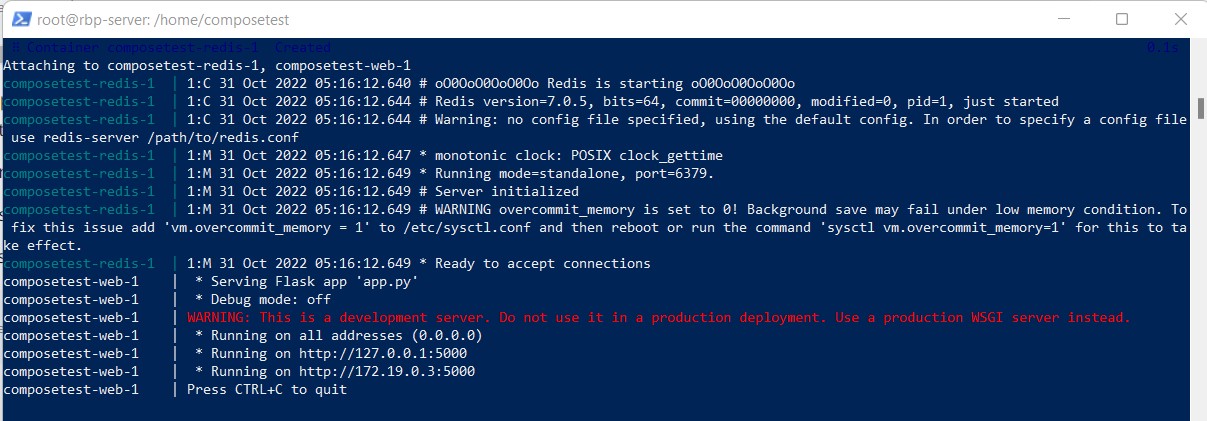 root@rbp-server: /home/composetest
# Container composetest-redis-1  Created 0.1s
Attaching to composetest-redis-1, composetest-web-1
composetest-redis-1  | 1:C 31 Oct 2022 05:16:12.640 # oO0OoO0OoO0Oo Redis is starting oO0OoO0OoO0Oo
composetest-redis-1  | 1:C 31 Oct 2022 05:16:12.644 # Redis version=7.0.5, bits=64, commit=00000000, modified=0, pid=1, just started
composetest-redis-1  | 1:C 31 Oct 2022 05:16:12.644 # Warning: no config file specified, using the default config. In order to specify a config file
use redis-server /path/to/redis.conf
composetest-redis-1  | 1:M 31 Oct 2022 05:16:12.647 * monotonic clock: POSIX clock_gettime
composetest-redis-1  | 1:M 31 Oct 2022 05:16:12.649 * Running mode=standalone, port=6379.
composetest-redis-1  | 1:M 31 Oct 2022 05:16:12.649 # Server initialized
composetest-redis-1  | 1:M 31 Oct 2022 05:16:12.649 # WARNING overcommit_memory is set to 0! Background save may fail under low memory condition. To
fix this issue add 'vm.overcommit_memory = 1' to /etc/sysctl.conf and then reboot or run the command 'sysctl vm.overcommit_memory=1' for this to ta
ke effect.
composetest-redis-1  | 1:M 31 Oct 2022 05:16:12.649 * Ready to accept connections
composetest-web-1    |  * Serving Flask app 'app.py'
composetest-web-1    |  * Debug mode: off
composetest-web-1    | WARNING: This is a development server. Do not use it in a production deployment. Use a production WSGI server instead.
composetest-web-1    |  * Running on all addresses (0.0.0.0)
composetest-web-1    |  * Running on http://127.0.0.1:5000
composetest-web-1    |  * Running on http://172.19.0.3:5000
composetest-web-1    | Press CTRL+C to quit